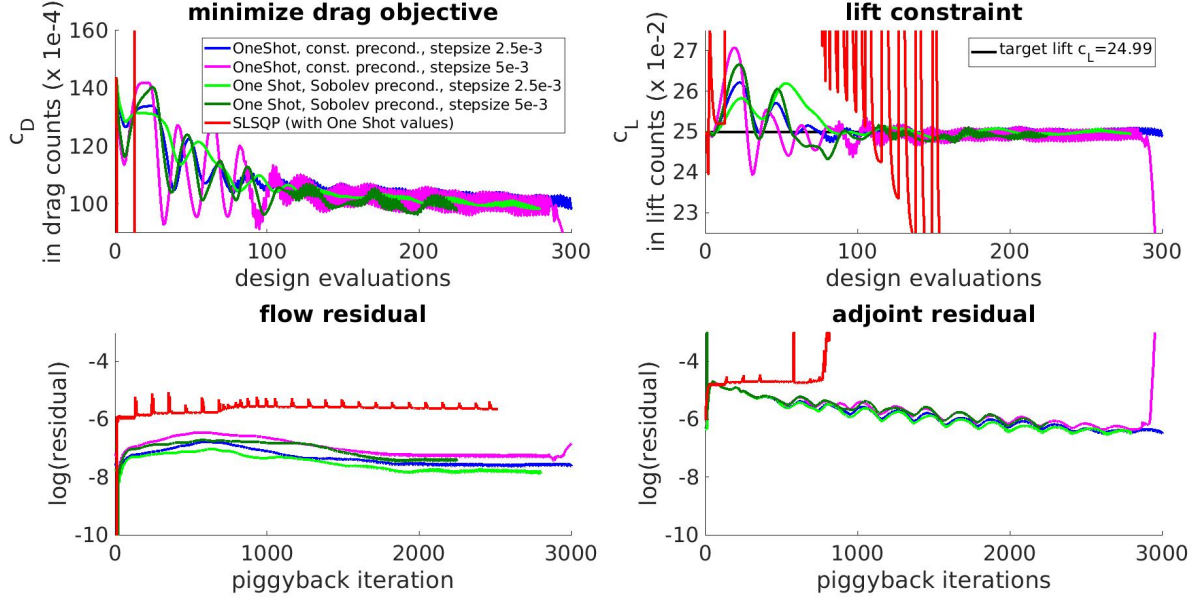 minimize drag objective
160
140
120
100
c_D
in drag counts (x 1e-4)
OneShot, const. precond., stepsize 2.5e-3
OneShot, const. precond., stepsize 5e-3
One Shot, Sobolev precond., stepsize 2.5e-3
One Shot, Sobolev precond., stepsize 5e-3
SLSQP (with One Shot values)
0 100 200 300
design evaluations
lift constraint
27
26
25
24
23
c_L
in lift counts (x 1e-2)
target lift c_L=24.99
0 100 200 300
design evaluations
flow residual
-4
-6
-8
-10
log(residual)
0 1000 2000 3000
piggyback iteration
adjoint residual
-4
-6
-8
-10
log(residual)
0 1000 2000 3000
piggyback iterations